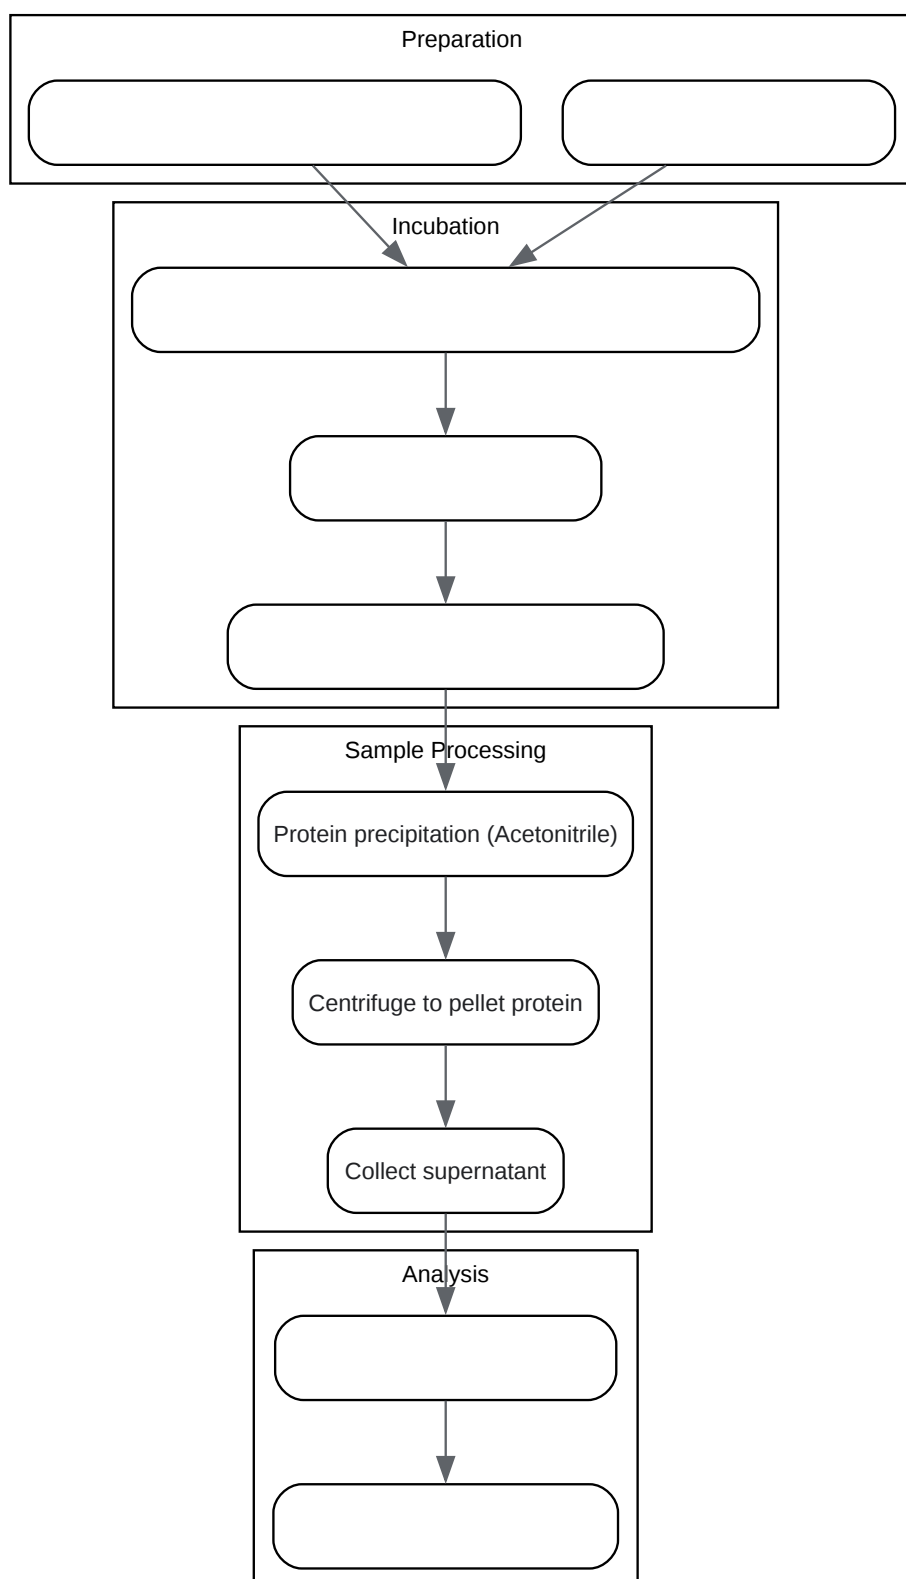 Preparation
Incubation
Sample Processing
Protein precipitation (Acetonitrile)
Centrifuge to pellet protein
Collect supernatant
Analysis